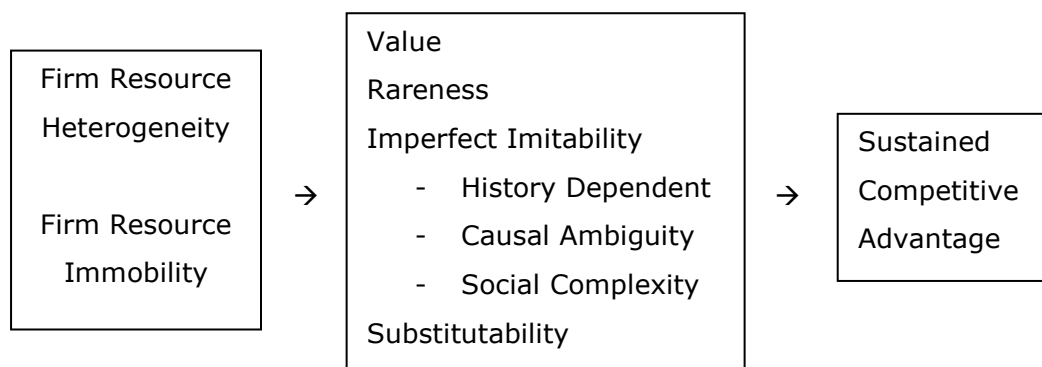 Firm Resource
Heterogeneity
Firm Resource
Immobility
→
Value
Rareness
Imperfect Imitability
- History Dependent
- Causal Ambiguity
- Social Complexity
Substitutability
→
Sustained
Competitive
Advantage